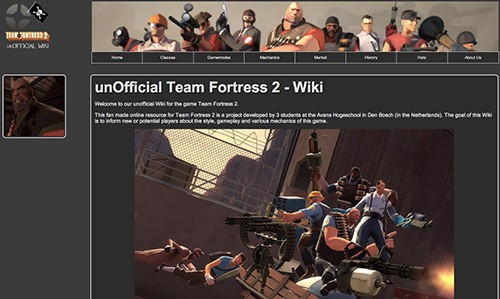 TEAM FORTRESS 2
unOFFICIAL WIKI
Home Classes Gamemodes Mechanics Market History Hats About Us
unOfficial Team Fortress 2 - Wiki
Welcome to our unofficial Wiki for the game Team Fortress 2.
This fan made online resource for Team Fortress 2 is a project developed by 3 students at the Avans Hogeschool in Den Bosch (in the Netherlands). The goal of this Wiki
is to inform new or potential players about the style, gameplay and various mechanics of this game.